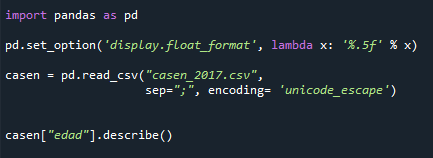 import pandas as pd
pd.set_option('display.float_format', lambda x: '%.5f' % x)
casen = pd.read_csv("casen_2017.csv",
sep=";", encoding= 'unicode_escape')
casen["edad"].describe()